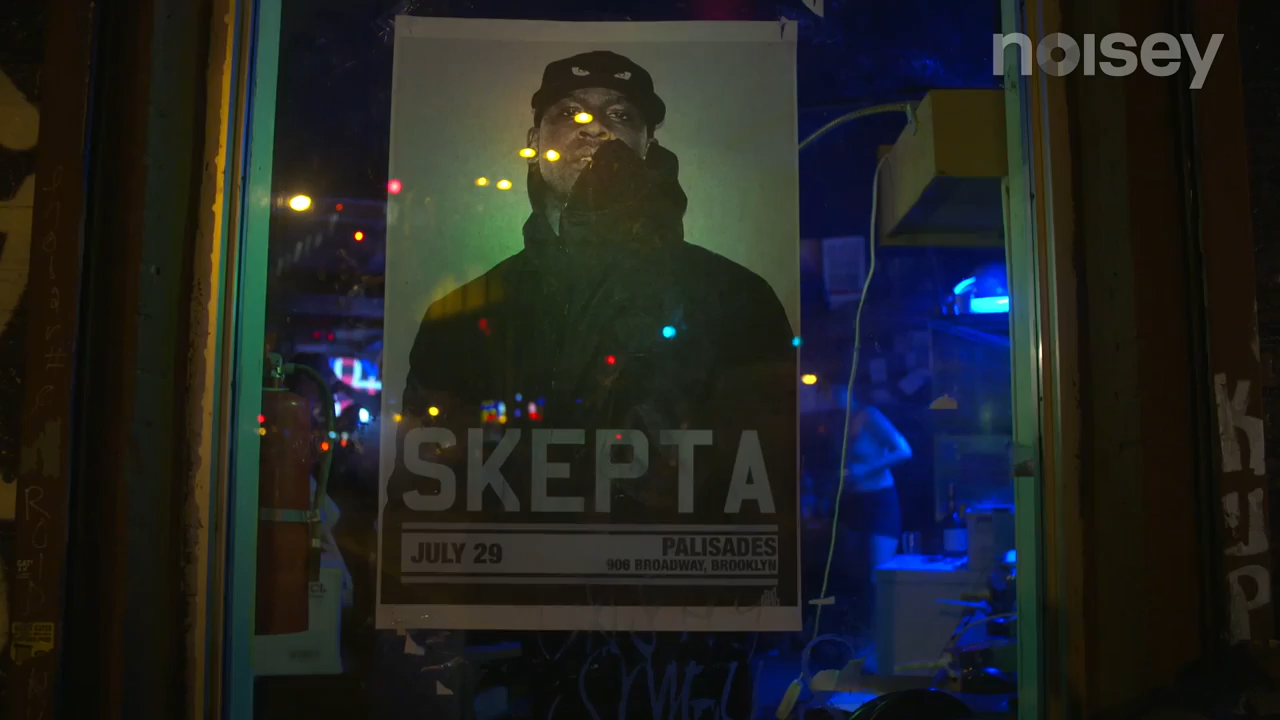 noisey
SKEPTA
JULY 29
PALISADES
906 BROADWAY, BROOKLYN